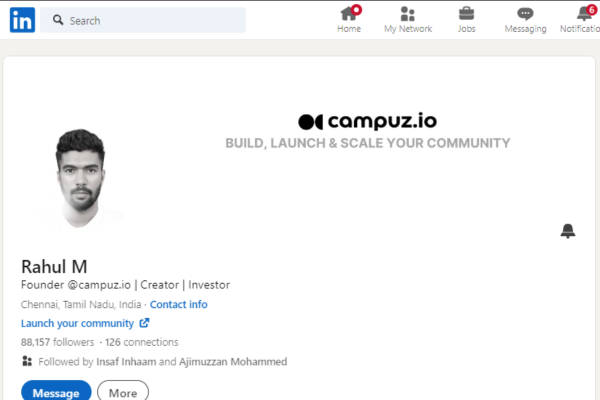 in Search
Home My Network Jobs Messaging Notificatio
6
campuz.io
BUILD, LAUNCH & SCALE YOUR COMMUNITY
Rahul M
Founder @campuz.io | Creator | Investor
Chennai, Tamil Nadu, India · Contact info
Launch your community
88,157 followers · 126 connections
Followed by Insaf Inhaam and Ajimuzzan Mohammed
Message More